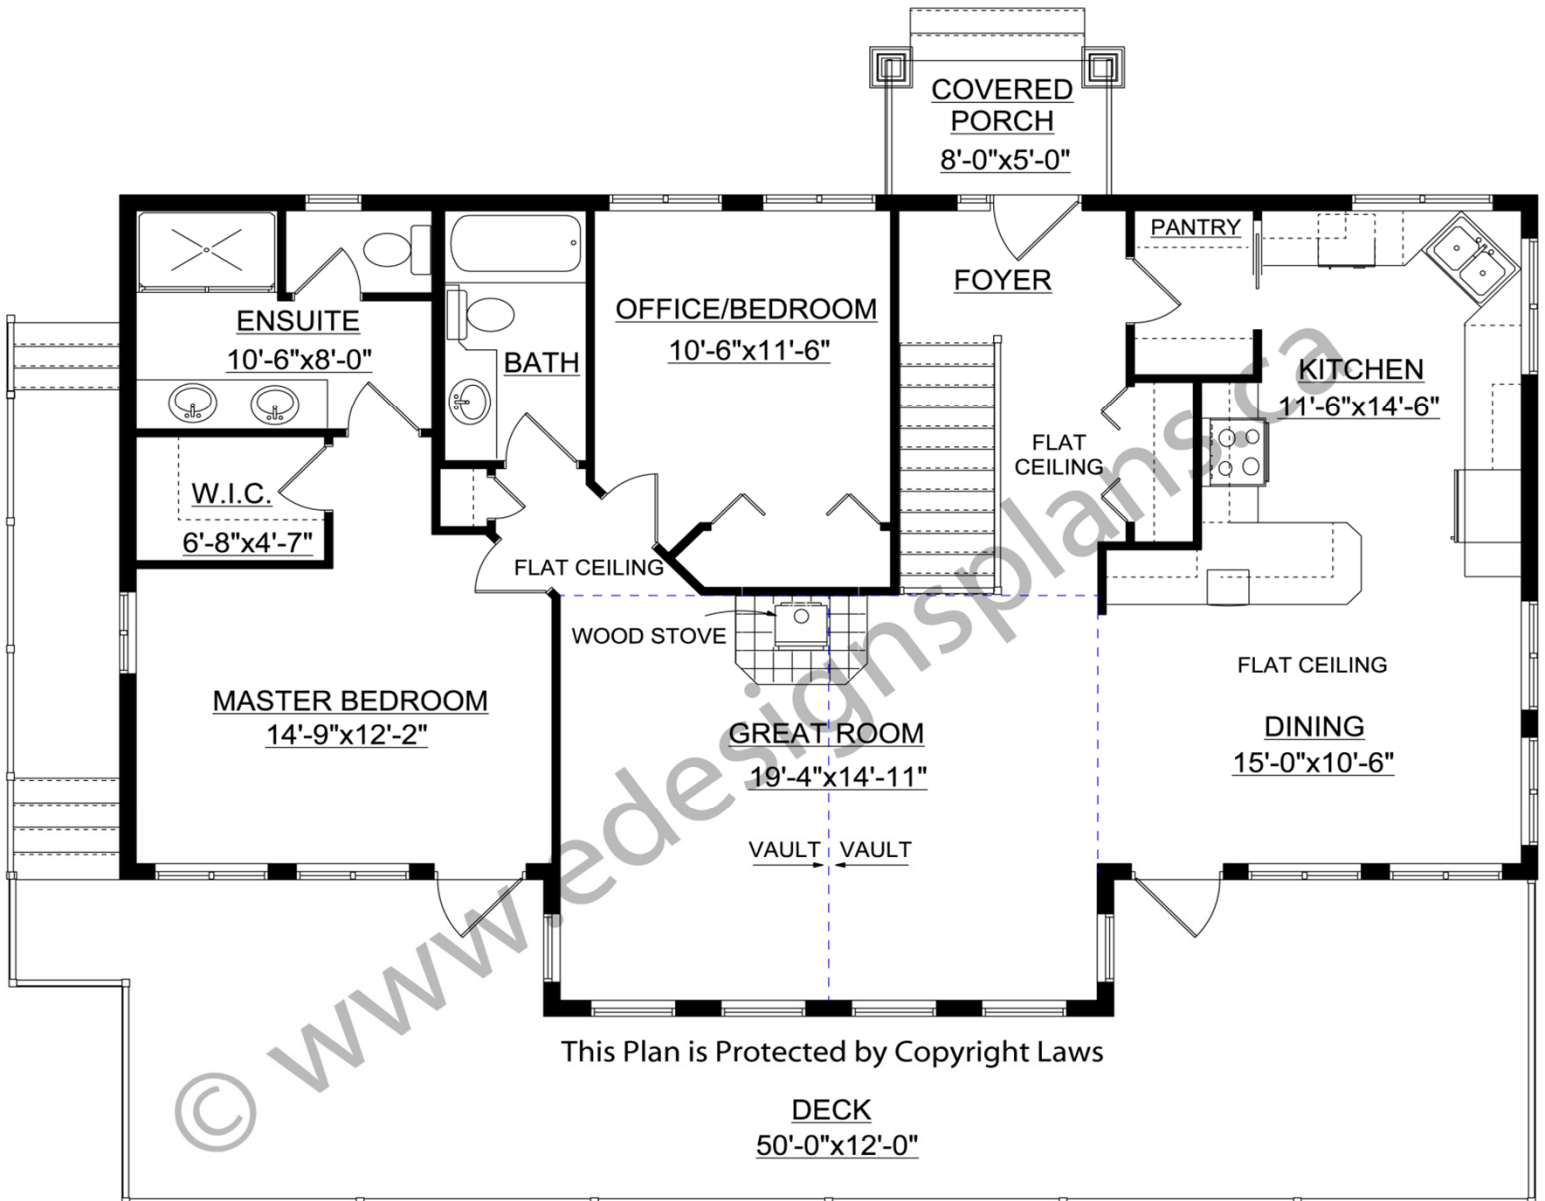 COVERED
PORCH
8'-0"x5'-0"
PANTRY
FOYER
ENSUITE
10'-6"x8'-0"
OFFICE/BEDROOM
10'-6"x11'-6"
BATH
KITCHEN
11'-6"x14'-6"
FLAT
CEILING
W.I.C.
6'-8"x4'-7"
FLAT CEILING
WOOD STOVE
FLAT CEILING
MASTER BEDROOM
14'-9"x12'-2"
GREAT ROOM
19'-4"x14'-11"
DINING
15'-0"x10'-6"
VAULT VAULT
© www.edesignsplans.ca
This Plan is Protected by Copyright Laws
DECK
50'-0"x12'-0"